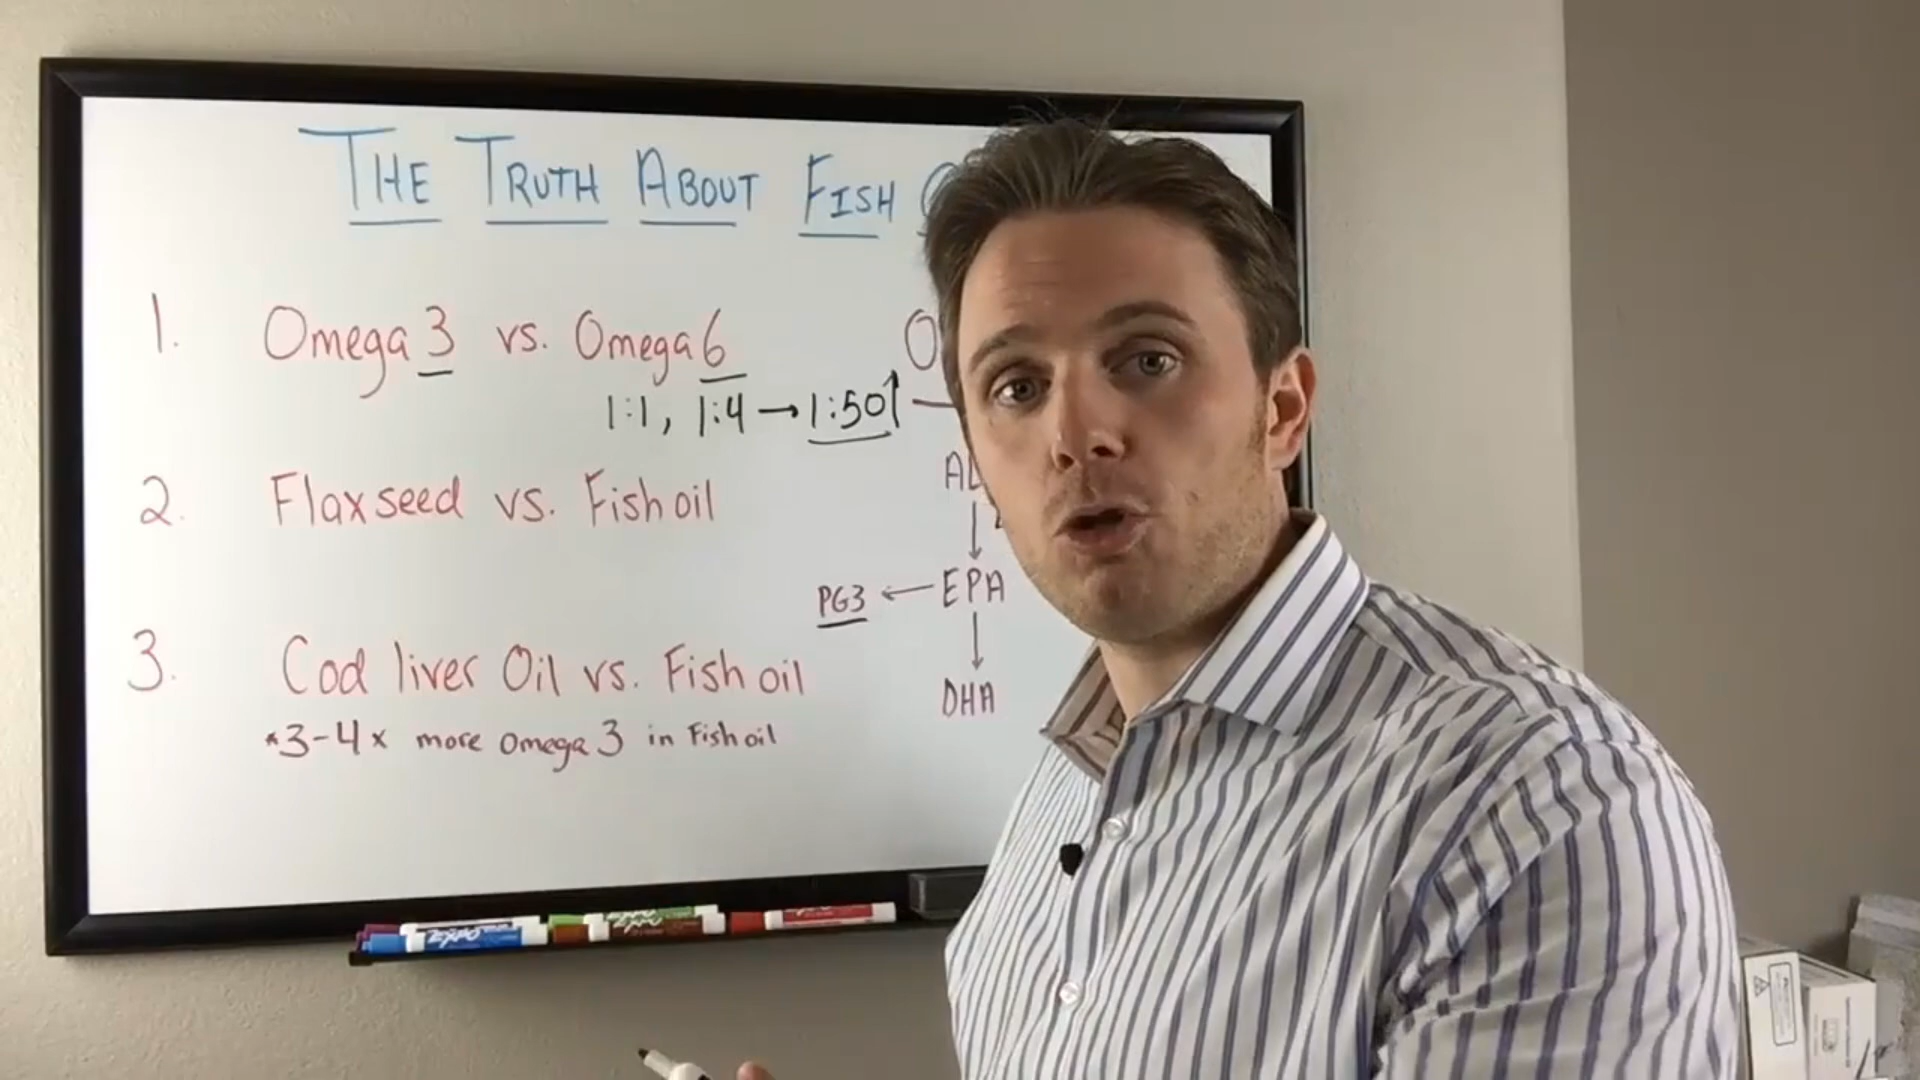 THE TRUTH ABOUT FISH
1. Omega 3 vs. Omega 6
1:1, 1:4 → 1:50↑
2. Flaxseed vs. Fish oil
3. Cod liver Oil vs. Fish oil
*3-4x more Omega 3 in Fish oil
PG3 ← EPA
↓
DHA
EXPO
EXPO